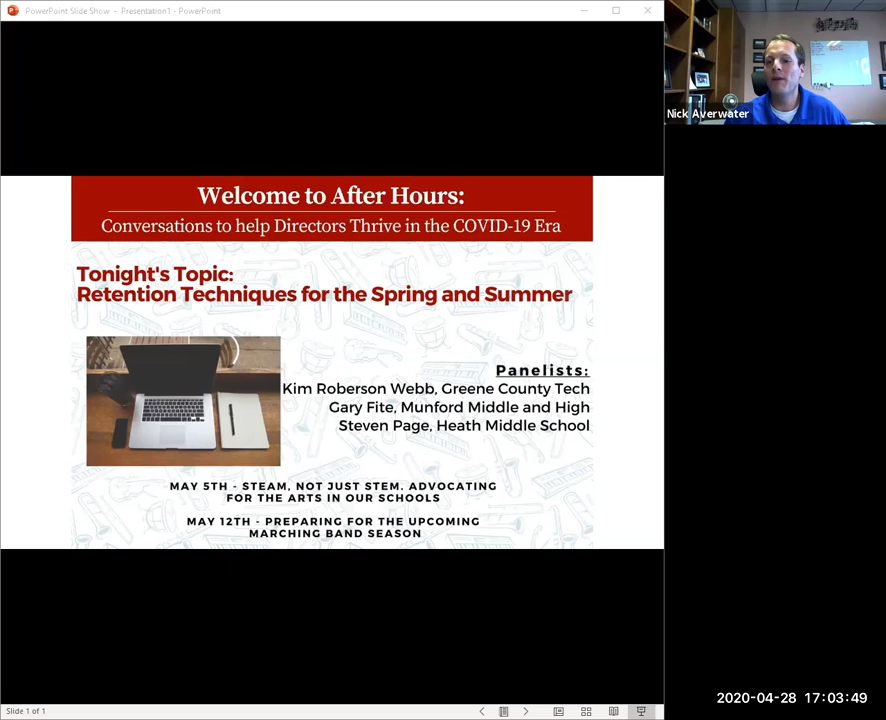 PowerPoint Slide Show - Presentation1 - PowerPoint
Nick Averwater
Welcome to After Hours:
Conversations to help Directors Thrive in the COVID-19 Era
Tonight's Topic:
Retention Techniques for the Spring and Summer
Panelists:
Kim Roberson Webb, Greene County Tech
Gary Fite, Munford Middle and High
Steven Page, Heath Middle School
MAY 5TH - STEAM, NOT JUST STEM. ADVOCATING
FOR THE ARTS IN OUR SCHOOLS
MAY 12TH - PREPARING FOR THE UPCOMING
MARCHING BAND SEASON
2020-04-28 17:03:49
Slide 1 of 1